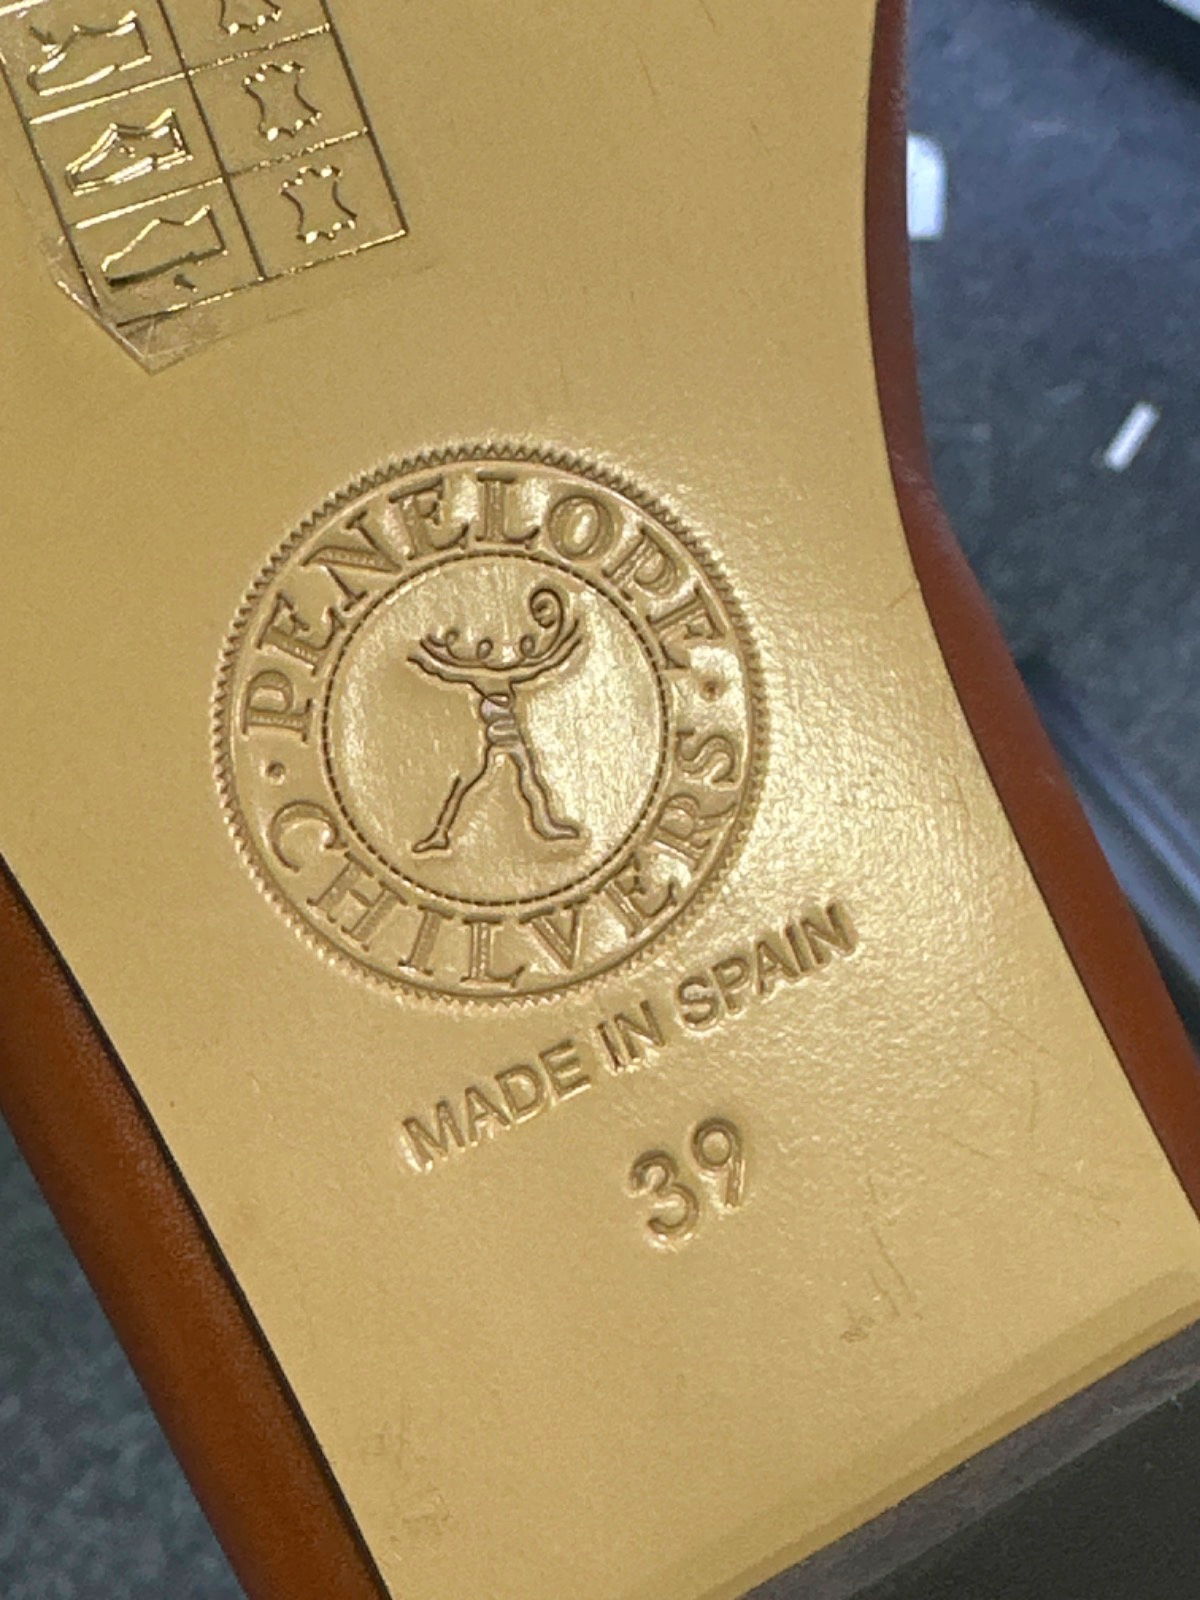 · PENELOPE ·
CHILVERS
MADE IN SPAIN
39